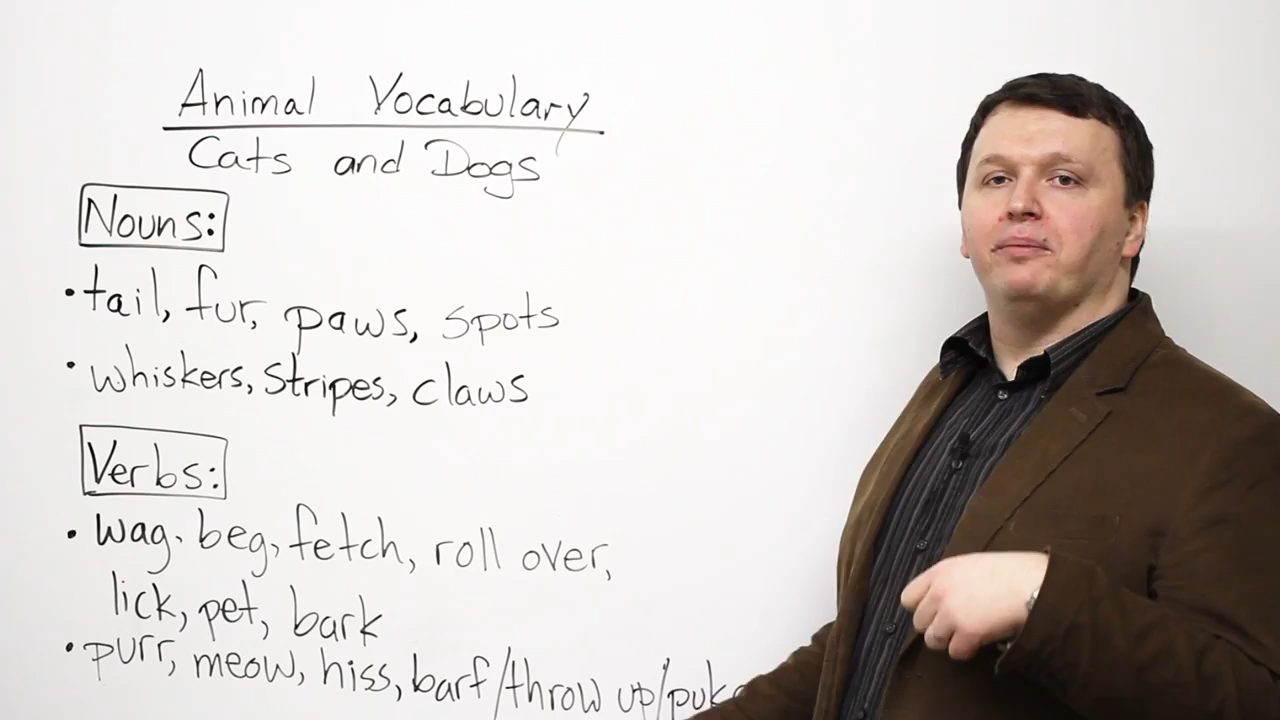 Animal Vocabulary
Cats and Dogs
Nouns:
• tail, fur, paws, spots
• whiskers, stripes, claws
Verbs:
• wag, beg, fetch, roll over,
lick, pet, bark
• purr, meow, hiss, barf/throw up/puke